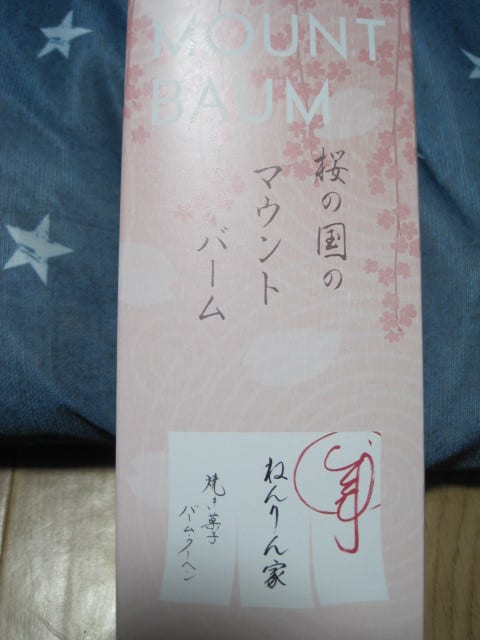 MOUNT
BAUM
桜の国の
マウント
バーム
ねんりん家
焼き菓子
バームクーヘン